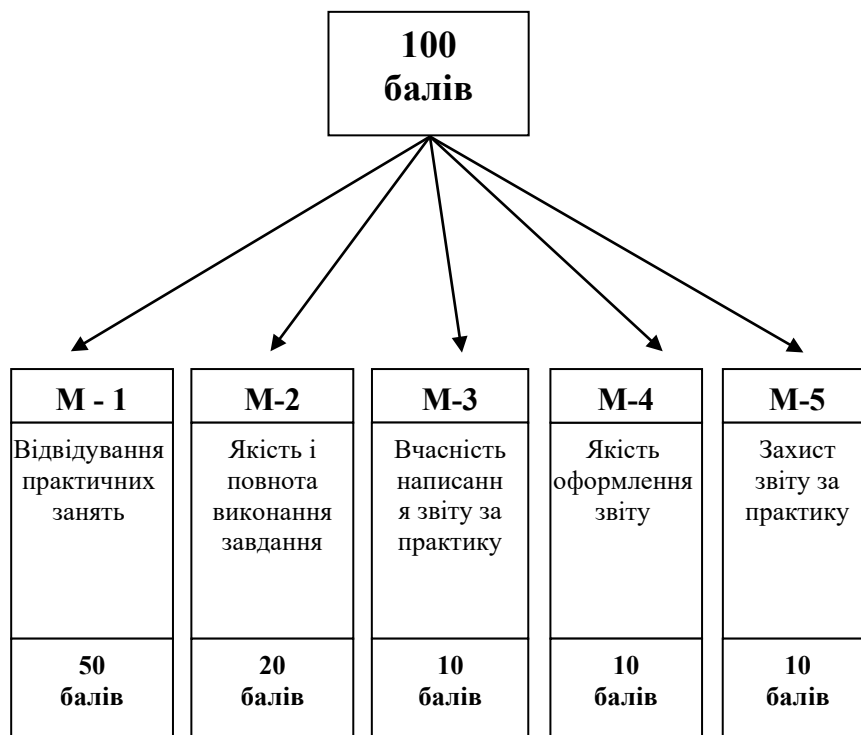 100
балів
М - 1
Відвідування
практичних
занять
50
балів
М-2
Якість і
повнота
виконання
завдання
20
балів
М-3
Вчасність
написанн
я звіту за
практику
10
балів
М-4
Якість
оформлення
звіту
10
балів
М-5
Захист
звіту за
практику
10
балів